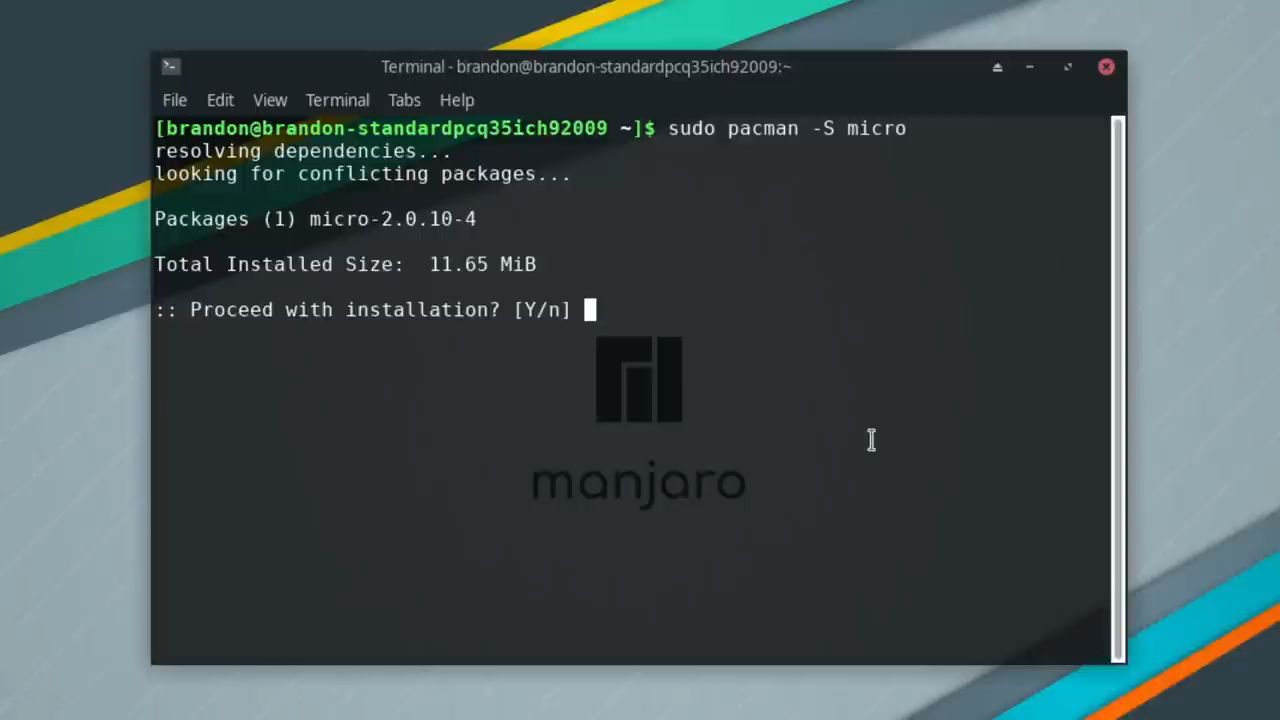 Terminal - brandon@brandon-standardpcq35ich92009:~
File Edit View Terminal Tabs Help
[brandon@brandon-standardpcq35ich92009 ~]$ sudo pacman -S micro
resolving dependencies...
looking for conflicting packages...
Packages (1) micro-2.0.10-4
Total Installed Size:  11.65 MiB
:: Proceed with installation? [Y/n]
manjaro